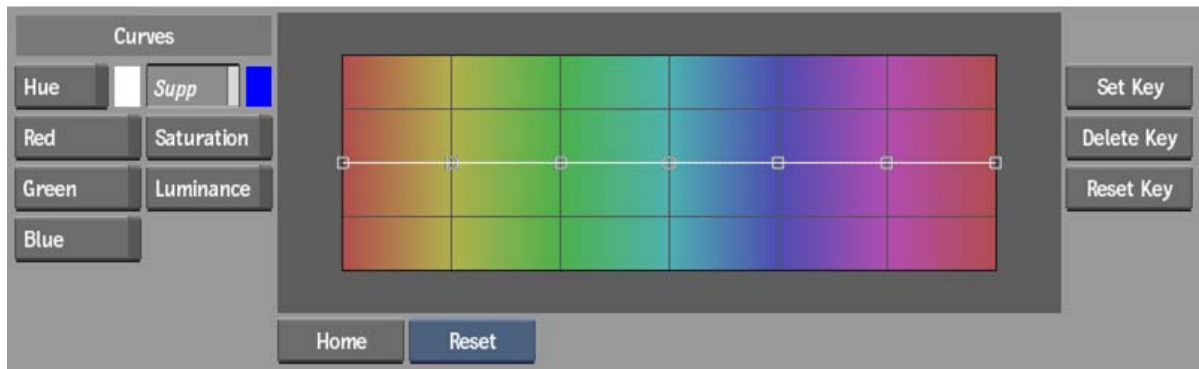 Curves
Hue
Supp
Red
Saturation
Green
Luminance
Blue
Set Key
Delete Key
Reset Key
Home
Reset